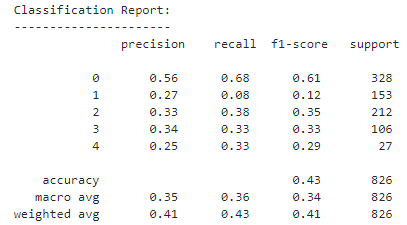 Classification Report:
----------------------
precision recall f1-score support
0 0.56 0.68 0.61 328
1 0.27 0.08 0.12 153
2 0.33 0.38 0.35 212
3 0.34 0.33 0.33 106
4 0.25 0.33 0.29 27
accuracy 0.43 826
macro avg 0.35 0.36 0.34 826
weighted avg 0.41 0.43 0.41 826